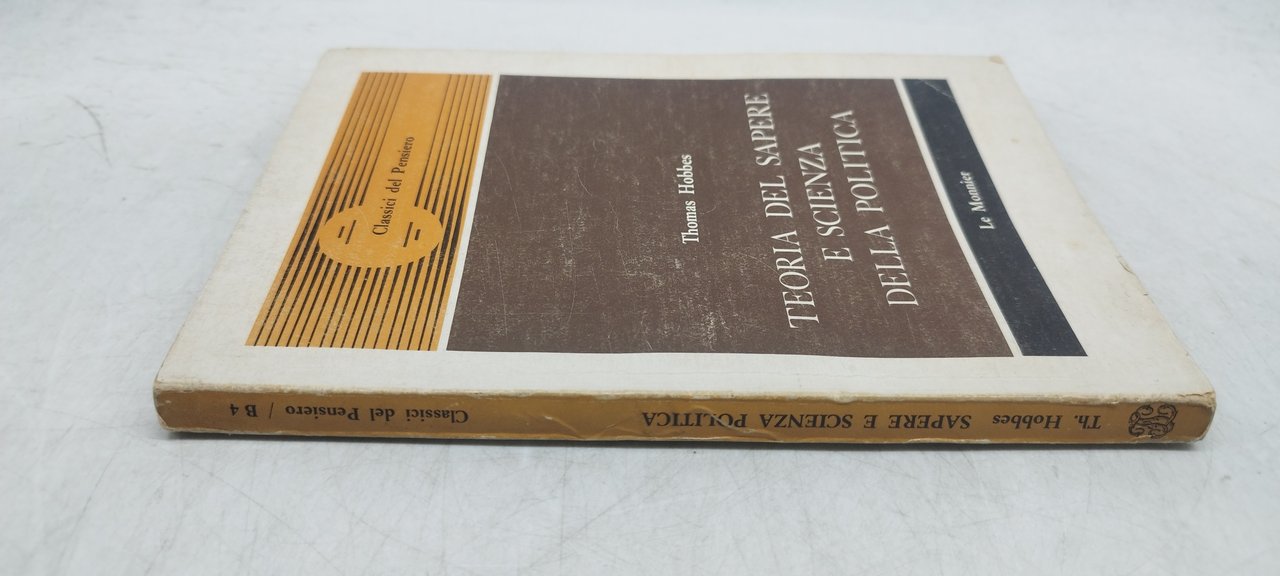 Classici del Pensiero
Thomas Hobbes
TEORIA DEL SAPERE
E SCIENZA
DELLA POLITICA
Le Monnier
Th. Hobbes SAPERE E SCIENZA POLITICA Classici del Pensiero / B 4